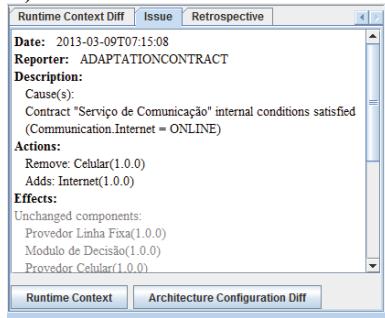 Runtime Context Diff Issue Retrospective
Date: 2013-03-09T07:15:08
Reporter: ADAPTATIONCONTRACT
Description:
Cause(s):
Contract "Serviço de Comunicação" internal conditions satisfied
(Communication.Internet = ONLINE)
Actions:
Remove: Celular(1.0.0)
Adds: Internet(1.0.0)
Effects:
Unchanged components:
Provedor Linha Fixa(1.0.0)
Modulo de Decisão(1.0.0)
Provedor Celular(1.0.0)
Runtime Context Architecture Configuration Diff